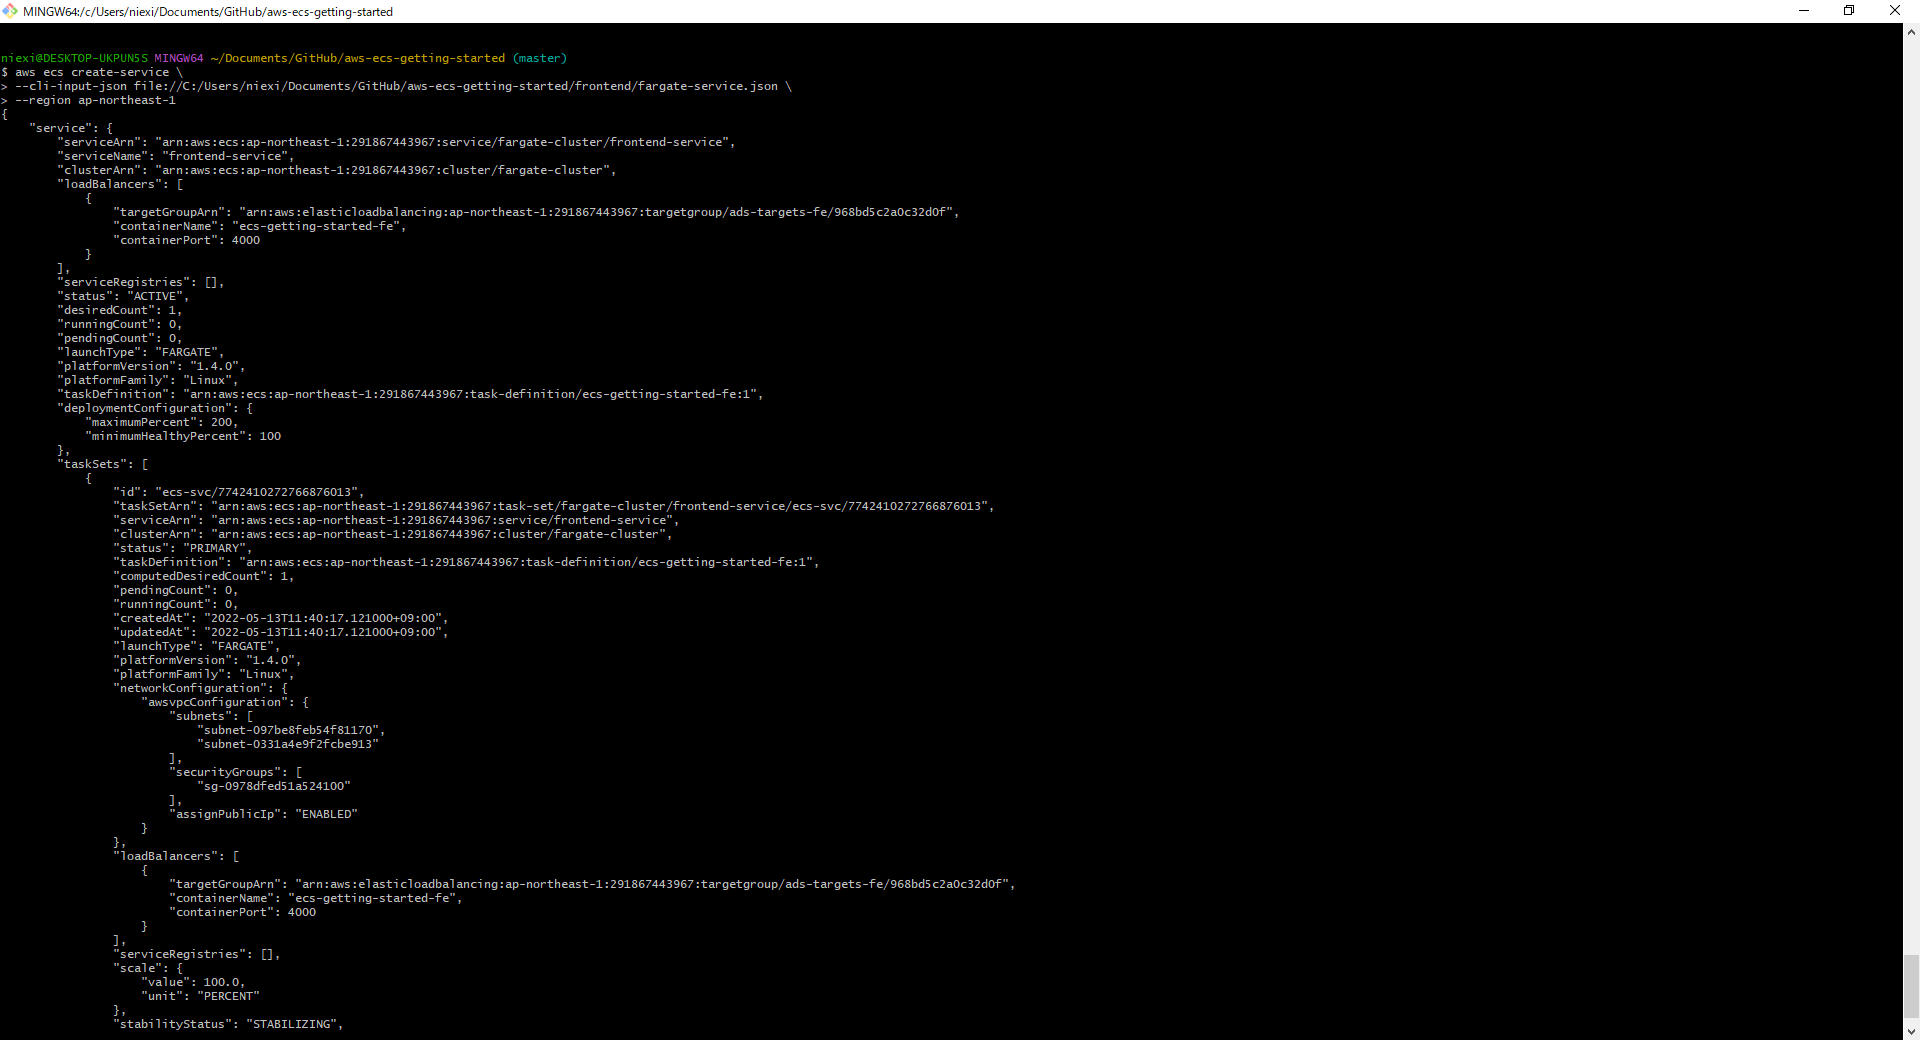 MINGW64:/c/Users/niexi/Documents/GitHub/aws-ecs-getting-started
niexi@DESKTOP-UKPUN5S MINGW64 ~/Documents/GitHub/aws-ecs-getting-started (master)
$ aws ecs create-service \
> --cli-input-json file://C:/Users/niexi/Documents/GitHub/aws-ecs-getting-started/frontend/fargate-service.json \
> --region ap-northeast-1
{
    "service": {
        "serviceArn": "arn:aws:ecs:ap-northeast-1:291867443967:service/fargate-cluster/frontend-service",
        "serviceName": "frontend-service",
        "clusterArn": "arn:aws:ecs:ap-northeast-1:291867443967:cluster/fargate-cluster",
        "loadBalancers": [
            {
                "targetGroupArn": "arn:aws:elasticloadbalancing:ap-northeast-1:291867443967:targetgroup/ads-targets-fe/968bd5c2a0c32d0f",
                "containerName": "ecs-getting-started-fe",
                "containerPort": 4000
            }
        ],
        "serviceRegistries": [],
        "status": "ACTIVE",
        "desiredCount": 1,
        "runningCount": 0,
        "pendingCount": 0,
        "launchType": "FARGATE",
        "platformVersion": "1.4.0",
        "platformFamily": "Linux",
        "taskDefinition": "arn:aws:ecs:ap-northeast-1:291867443967:task-definition/ecs-getting-started-fe:1",
        "deploymentConfiguration": {
            "maximumPercent": 200,
            "minimumHealthyPercent": 100
        },
        "taskSets": [
            {
                "id": "ecs-svc/7742410272766876013",
                "taskSetArn": "arn:aws:ecs:ap-northeast-1:291867443967:task-set/fargate-cluster/frontend-service/ecs-svc/7742410272766876013",
                "serviceArn": "arn:aws:ecs:ap-northeast-1:291867443967:service/frontend-service",
                "clusterArn": "arn:aws:ecs:ap-northeast-1:291867443967:cluster/fargate-cluster",
                "status": "PRIMARY",
                "taskDefinition": "arn:aws:ecs:ap-northeast-1:291867443967:task-definition/ecs-getting-started-fe:1",
                "computedDesiredCount": 1,
                "pendingCount": 0,
                "runningCount": 0,
                "createdAt": "2022-05-13T11:40:17.121000+09:00",
                "updatedAt": "2022-05-13T11:40:17.121000+09:00",
                "launchType": "FARGATE",
                "platformVersion": "1.4.0",
                "platformFamily": "Linux",
                "networkConfiguration": {
                    "awsvpcConfiguration": {
                        "subnets": [
                            "subnet-097be8feb54f81170",
                            "subnet-0331a4e9f2fcbe913"
                        ],
                        "securityGroups": [
                            "sg-0978dfed51a524100"
                        ],
                        "assignPublicIp": "ENABLED"
                    }
                },
                "loadBalancers": [
                    {
                        "targetGroupArn": "arn:aws:elasticloadbalancing:ap-northeast-1:291867443967:targetgroup/ads-targets-fe/968bd5c2a0c32d0f",
                        "containerName": "ecs-getting-started-fe",
                        "containerPort": 4000
                    }
                ],
                "serviceRegistries": [],
                "scale": {
                    "value": 100.0,
                    "unit": "PERCENT"
                },
                "stabilityStatus": "STABILIZING",